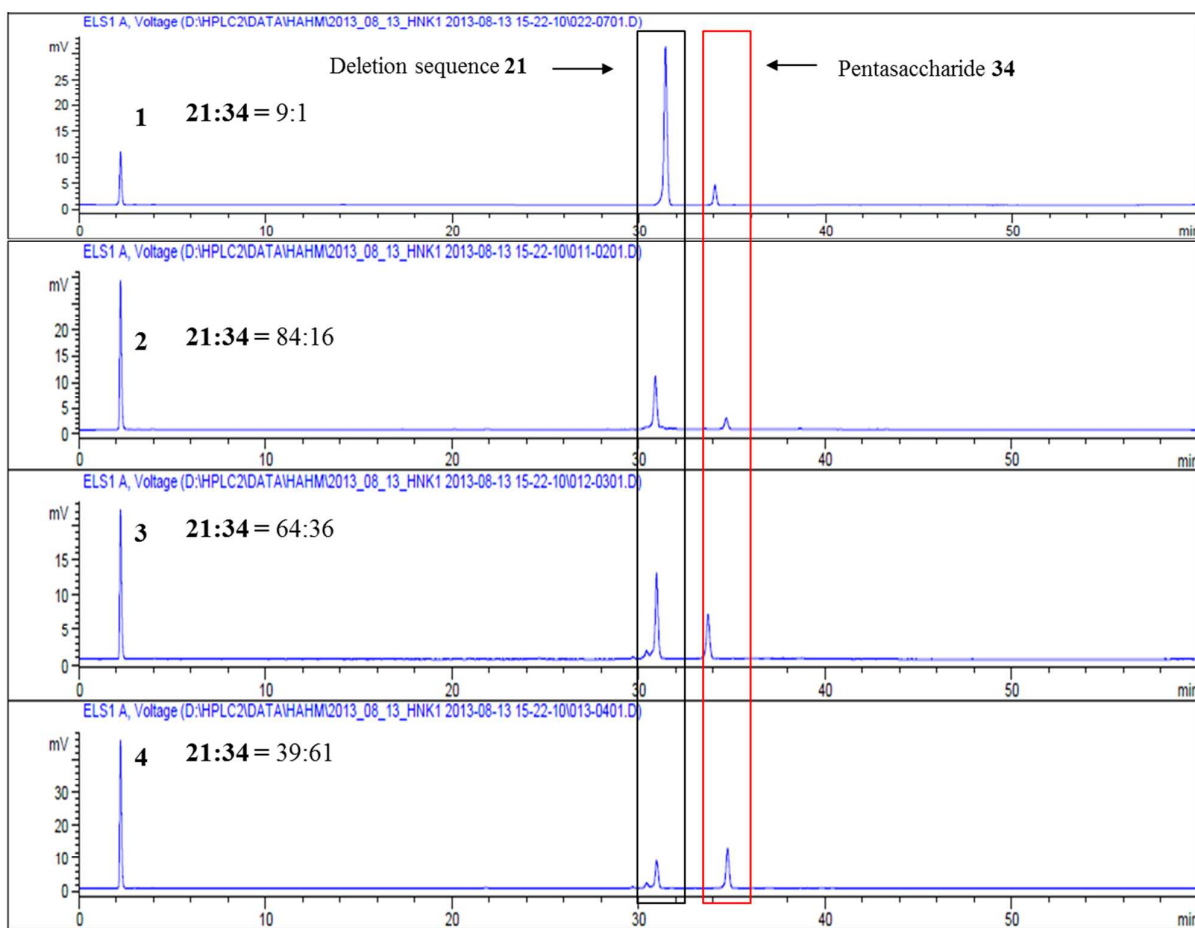 ELS1 A, Voltage (D:\HPLC2\DATA\HAHM\2013_08_13_HNK1 2013-08-13 15-22-10\022-0701.D)
mV
Deletion sequence 21
Pentasaccharide 34
1 21:34 = 9:1
25
20
15
10
5
0
0 10 20 30 40 50 min
ELS1 A, Voltage (D:\HPLC2\DATA\HAHM\2013_08_13_HNK1 2013-08-13 15-22-10\011-0201.D)
mV
2 21:34 = 84:16
20
15
10
5
0
0 10 20 30 40 50 min
ELS1 A, Voltage (D:\HPLC2\DATA\HAHM\2013_08_13_HNK1 2013-08-13 15-22-10\012-0301.D)
mV
3 21:34 = 64:36
15
10
5
0
0 10 20 30 40 50 min
ELS1 A, Voltage (D:\HPLC2\DATA\HAHM\2013_08_13_HNK1 2013-08-13 15-22-10\013-0401.D)
mV
4 21:34 = 39:61
30
20
10
0
0 10 20 30 40 50 min